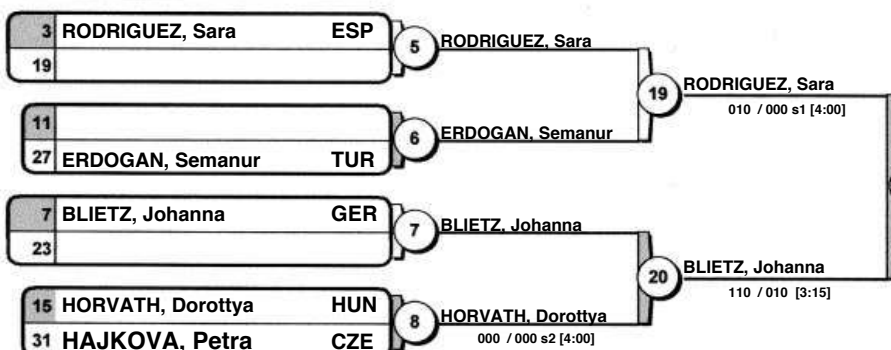 3 RODRIGUEZ, Sara ESP
19
5
RODRIGUEZ, Sara
11
27 ERDOGAN, Semanur TUR
6
ERDOGAN, Semanur
19
RODRIGUEZ, Sara
010 / 000 s1 [4:00]
7 BLIETZ, Johanna GER
23
7
BLIETZ, Johanna
15 HORVATH, Dorottya HUN
31 HAJKOVA, Petra CZE
8
HORVATH, Dorottya
000 / 000 s2 [4:00]
20
BLIETZ, Johanna
110 / 010 [3:15]